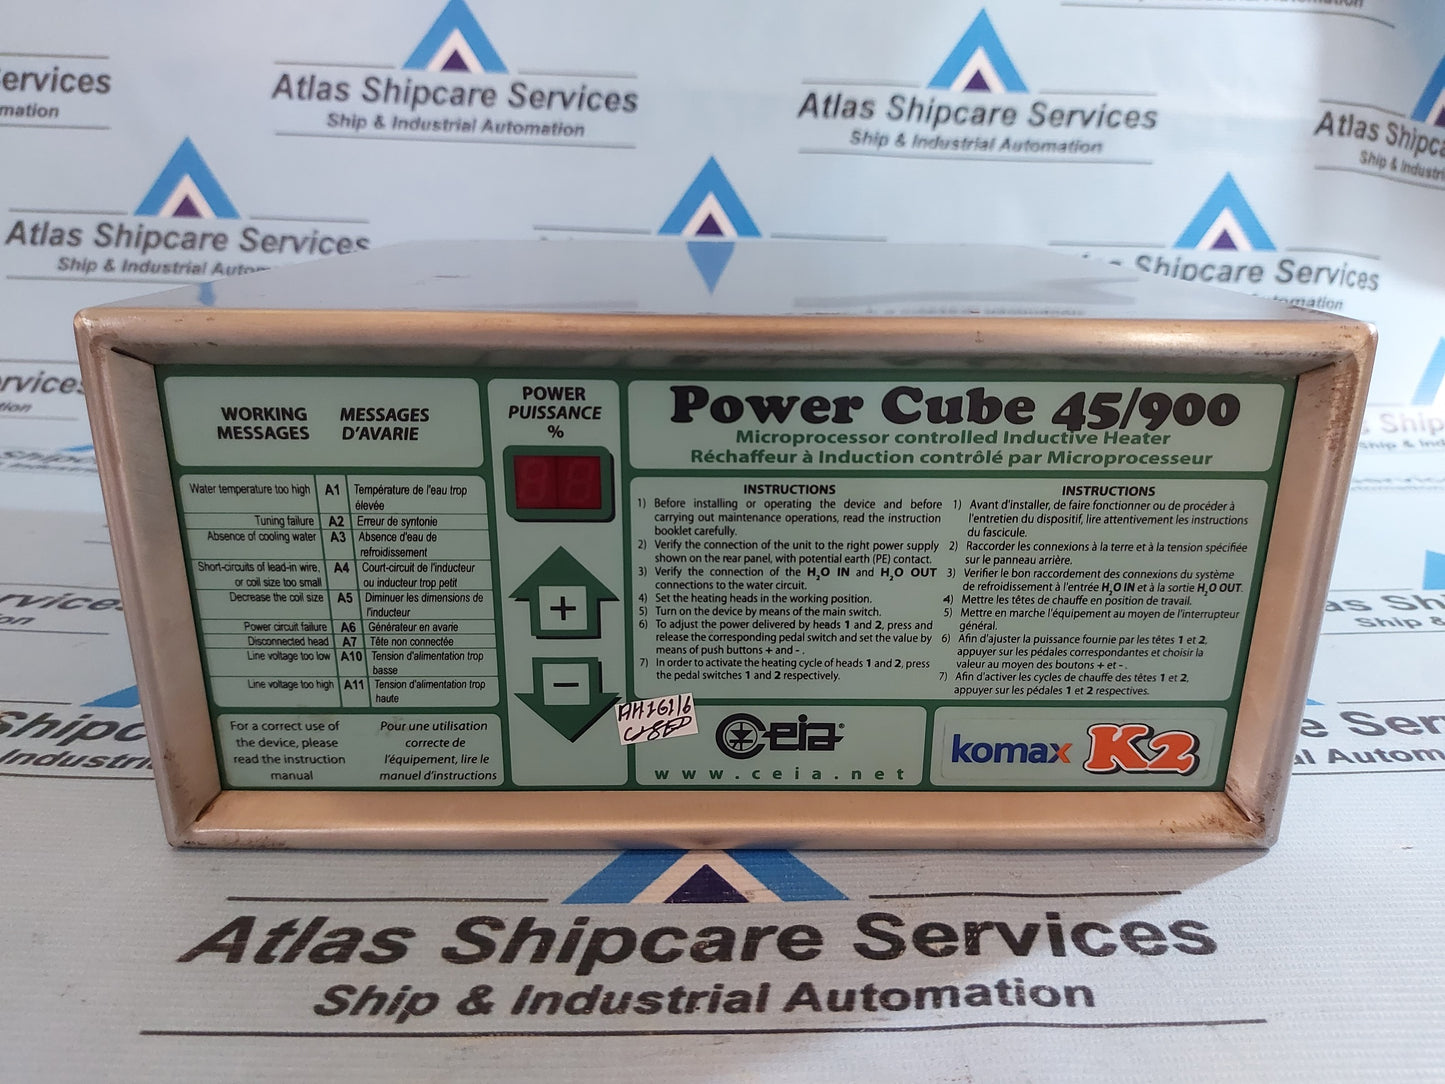 ervices
mation
Atlas Shipcare Services
Ship & Industrial Automation
Atlas Shipcare Services
Ship & Industrial Automation
Atlas Shipca
Ship & Industri
Atlas Shipcare Services
Ship & Industrial Auto
Shipcare Services
tomation
WORKING MESSAGES
MESSAGES D'AVARIE
Water temperature too high A1 Température de l'eau trop élevée
Tuning failure A2 Erreur de syntonie
Absence of cooling water A3 Absence d'eau de refroidissement
Short-circuits of lead-in wire, or coil size too small A4 Court-circuit de l'inducteur ou inducteur trop petit
Decrease the coil size A5 Diminuer les dimensions de l'inducteur
Power circuit failure A6 Générateur en avarie
Disconnected head A7 Tête non connectée
Line voltage too low A10 Tension d'alimentation trop basse
Line voltage too high A11 Tension d'alimentation trop haute
For a correct use of
the device, please
read the instruction
manual
Pour une utilisation
correcte de
l'équipement, lire le
manuel d'instructions
POWER
PUISSANCE
%
+
-
AH16116
USED
Power Cube 45/900
Microprocessor controlled Inductive Heater
Réchaffeur à Induction contrôlé par Microprocesseur
INSTRUCTIONS
1) Before installing or operating the device and before
carrying out maintenance operations, read the instruction
booklet carefully.
2) Verify the connection of the unit to the right power supply
shown on the rear panel, with potential earth (PE) contact.
3) Verify the connection of the H2O IN and H2O OUT
connections to the water circuit.
4) Set the heating heads in the working position.
5) Turn on the device by means of the main switch.
6) To adjust the power delivered by heads 1 and 2, press and
release the corresponding pedal switch and set the value by
means of push buttons + and - .
7) In order to activate the heating cycle of heads 1 and 2, press
the pedal switches 1 and 2 respectively.
INSTRUCTIONS
1) Avant d'installer, de faire fonctionner ou de procéder à
l'entretien du dispositif, lire attentivement les instructions
du fascicule.
2) Raccorder les connexions à la terre et à la tension spécifiée
sur le panneau arrière.
3) Verifier le bon raccordement des connexions du système
de refroidissement à l'entrée H2O IN et à la sortie H2O OUT.
4) Mettre les têtes de chauffe en position de travail.
5) Mettre en marche l'équipement au moyen de l'interrupteur
général.
6) Afin d'ajuster la puissance fournie par les têtes 1 et 2,
appuyer sur les pédales correspondantes et choisir la
valeur au moyen des boutons + et - .
7) Afin d'activer les cycles de chauffe des têtes 1 et 2,
appuyer sur les pédales 1 et 2 respectives.
Ceia
www.ceia.net
komax K2
Atlas Shipcare Services
Ship & Industrial Automation